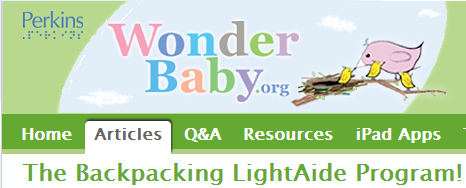 Perkins
Wonder
Baby.org
Home Articles Q&A Resources iPad Apps
The Backpacking LightAide Program!